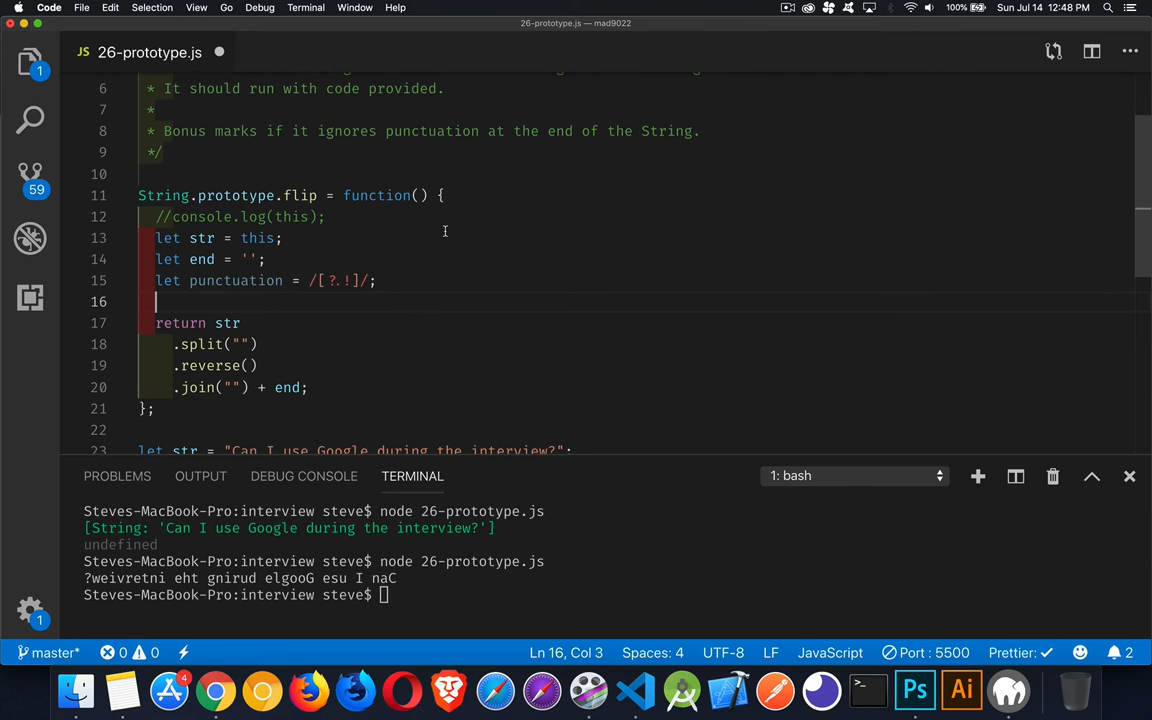 Code File Edit Selection View Go Debug Terminal Window Help 100% Sun Jul 14 12:48 PM
26-prototype.js — mad9022
JS 26-prototype.js
1
6 * It should run with code provided.
7 *
8 * Bonus marks if it ignores punctuation at the end of the String.
9 */
10
11 String.prototype.flip = function() {
12 //console.log(this);
13 let str = this;
14 let end = '';
15 let punctuation = /[?.!]/;
16
17 return str
18 .split("")
19 .reverse()
20 .join("") + end;
21 };
22
23 let str = "Can I use Google during the interview?";
59
PROBLEMS OUTPUT DEBUG CONSOLE TERMINAL 1: bash
Steves-MacBook-Pro:interview steve$ node 26-prototype.js
[String: 'Can I use Google during the interview?']
undefined
Steves-MacBook-Pro:interview steve$ node 26-prototype.js
?weivretni eht gnirud elgooG esu I naC
Steves-MacBook-Pro:interview steve$
1
master* 0 0 Ln 16, Col 3 Spaces: 4 UTF-8 LF JavaScript Port : 5500 Prettier: 2
4
>_ Ps Ai